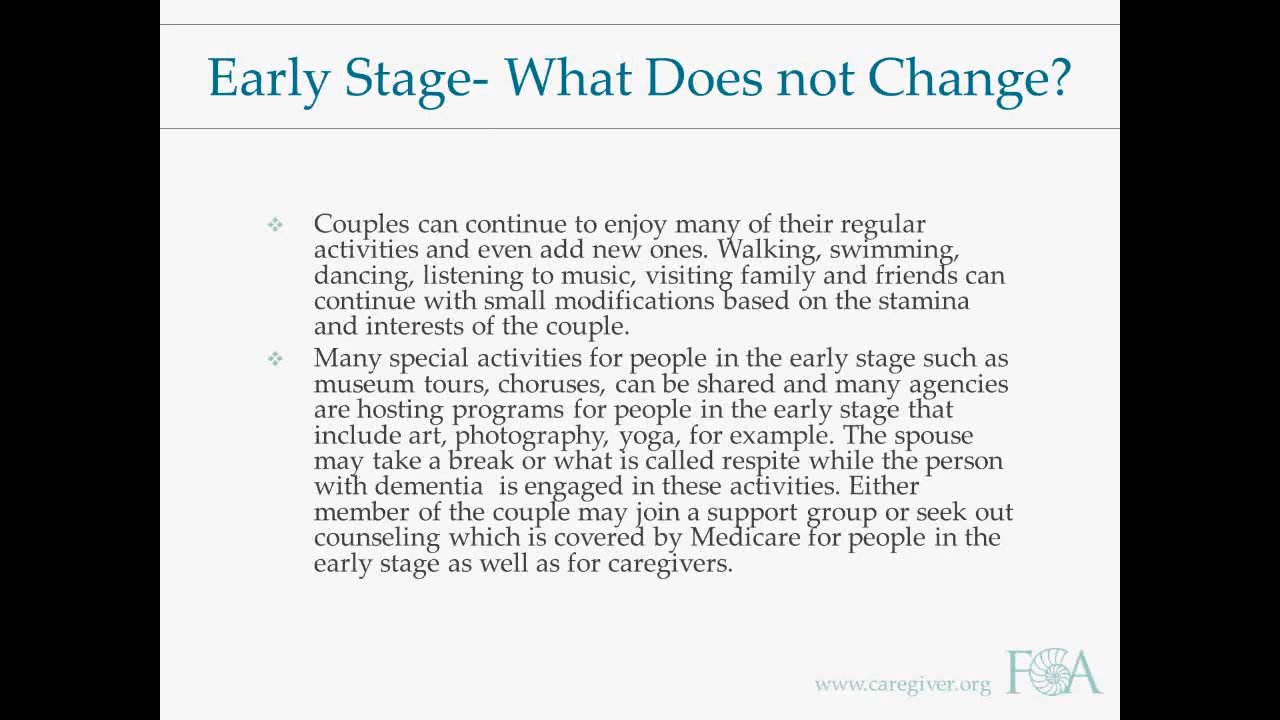 Early Stage- What Does not Change?
Couples can continue to enjoy many of their regular
activities and even add new ones. Walking, swimming,
dancing, listening to music, visiting family and friends can
continue with small modifications based on the stamina
and interests of the couple.
Many special activities for people in the early stage such as
museum tours, choruses, can be shared and many agencies
are hosting programs for people in the early stage that
include art, photography, yoga, for example. The spouse
may take a break or what is called respite while the person
with dementia  is engaged in these activities. Either
member of the couple may join a support group or seek out
counseling which is covered by Medicare for people in the
early stage as well as for caregivers.
www.caregiver.org
FCA